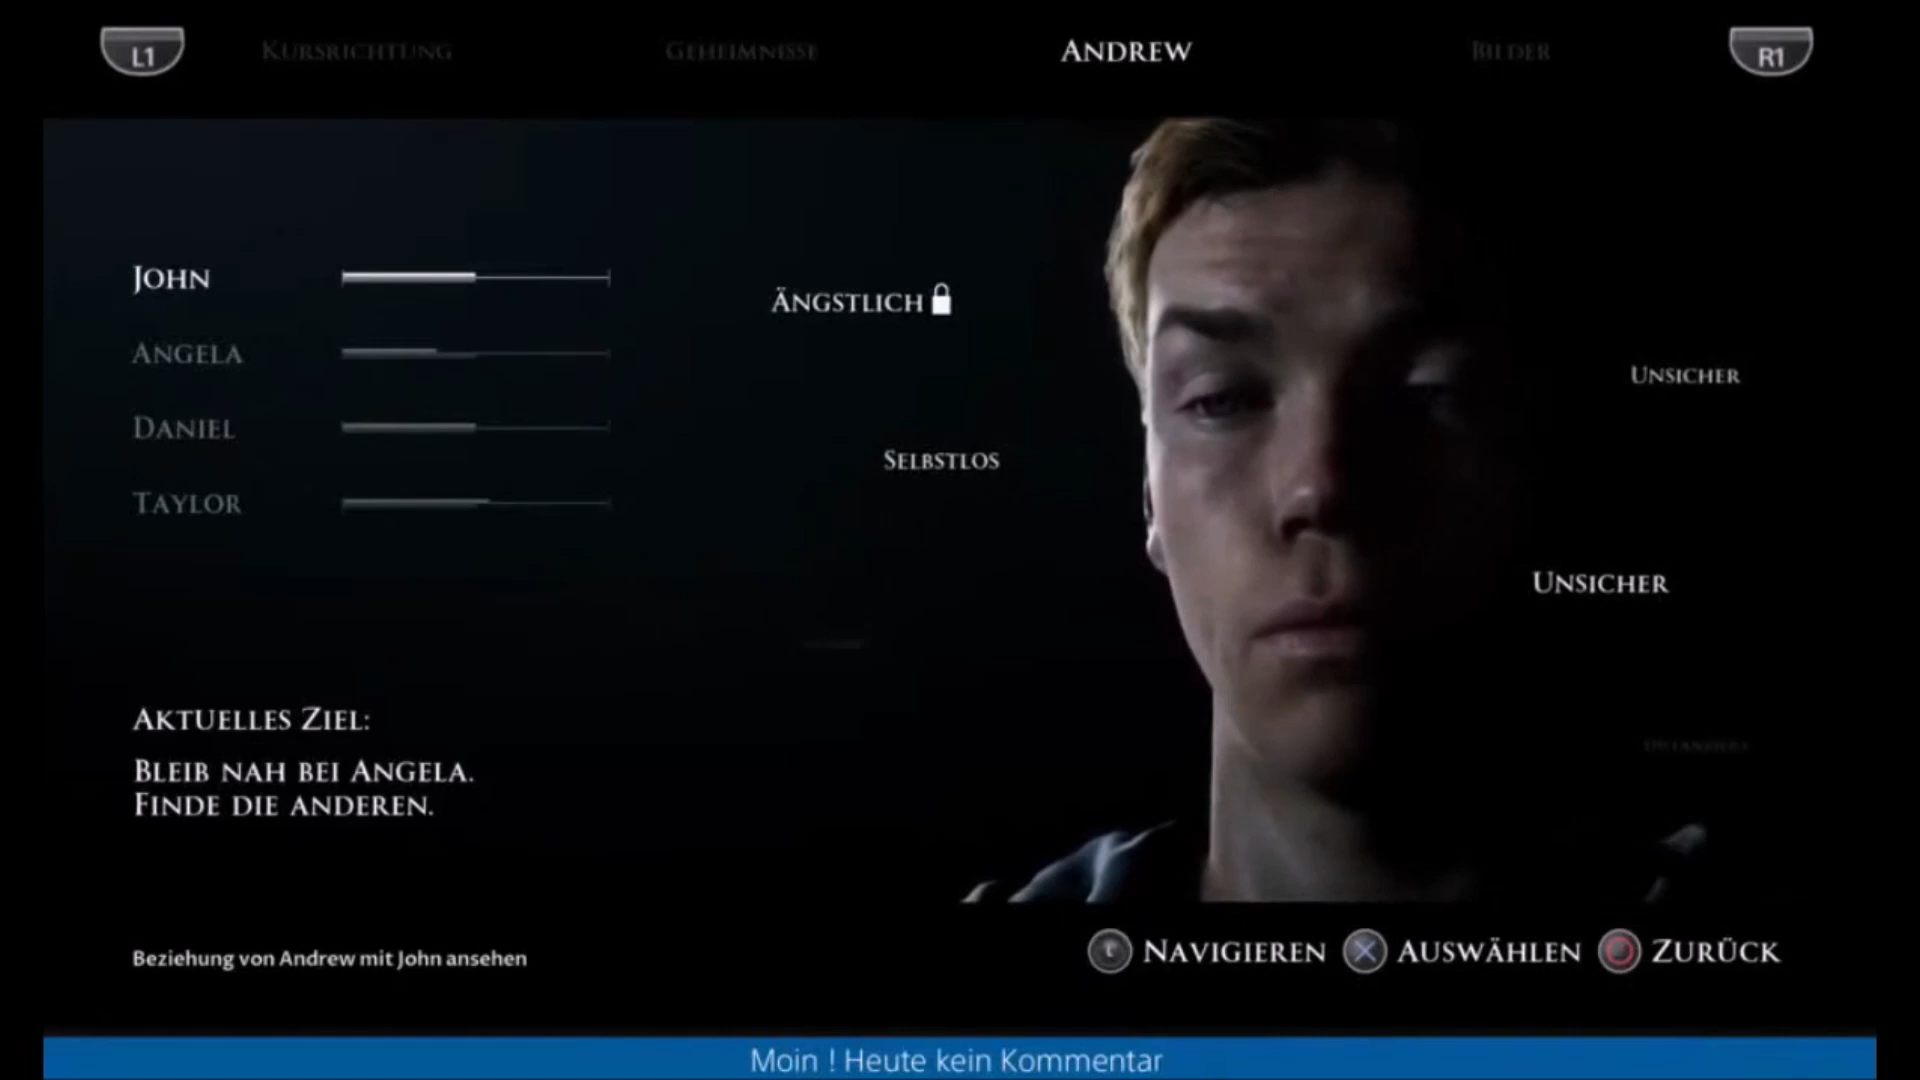 L1
KURSRICHTUNG
GEHEIMNISSE
ANDREW
BILDER
R1
JOHN
ANGELA
DANIEL
TAYLOR
ÄNGSTLICH
SELBSTLOS
UNSICHER
UNSICHER
AKTUELLES ZIEL:
BLEIB NAH BEI ANGELA.
FINDE DIE ANDEREN.
Beziehung von Andrew mit John ansehen
L NAVIGIEREN
AUSWÄHLEN
ZURÜCK
Moin ! Heute kein Kommentar